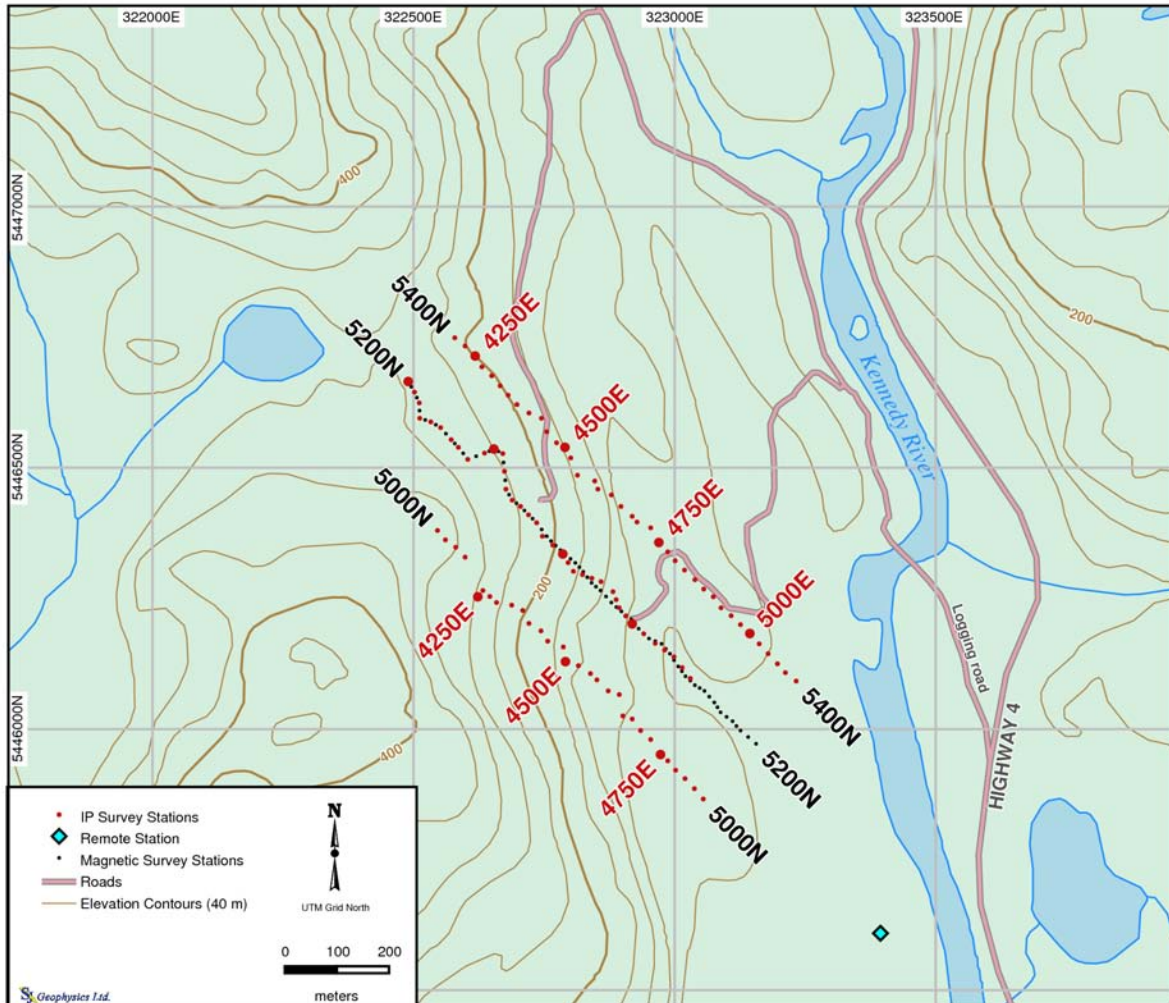 322000E
322500E
323000E
323500E
5447000N
5446500N
5446000N
400
200
5400N
4250E
5200N
4500E
Kennedy River
5000N
4750E
200
5000E
4250E
4500E
Logging road
5400N
HIGHWAY 4
4750E
5200N
400
5000N
IP Survey Stations
Remote Station
Magnetic Survey Stations
Roads
Elevation Contours (40 m)
N
UTM Grid North
0 100 200
meters
SJ Geophysics Ltd.